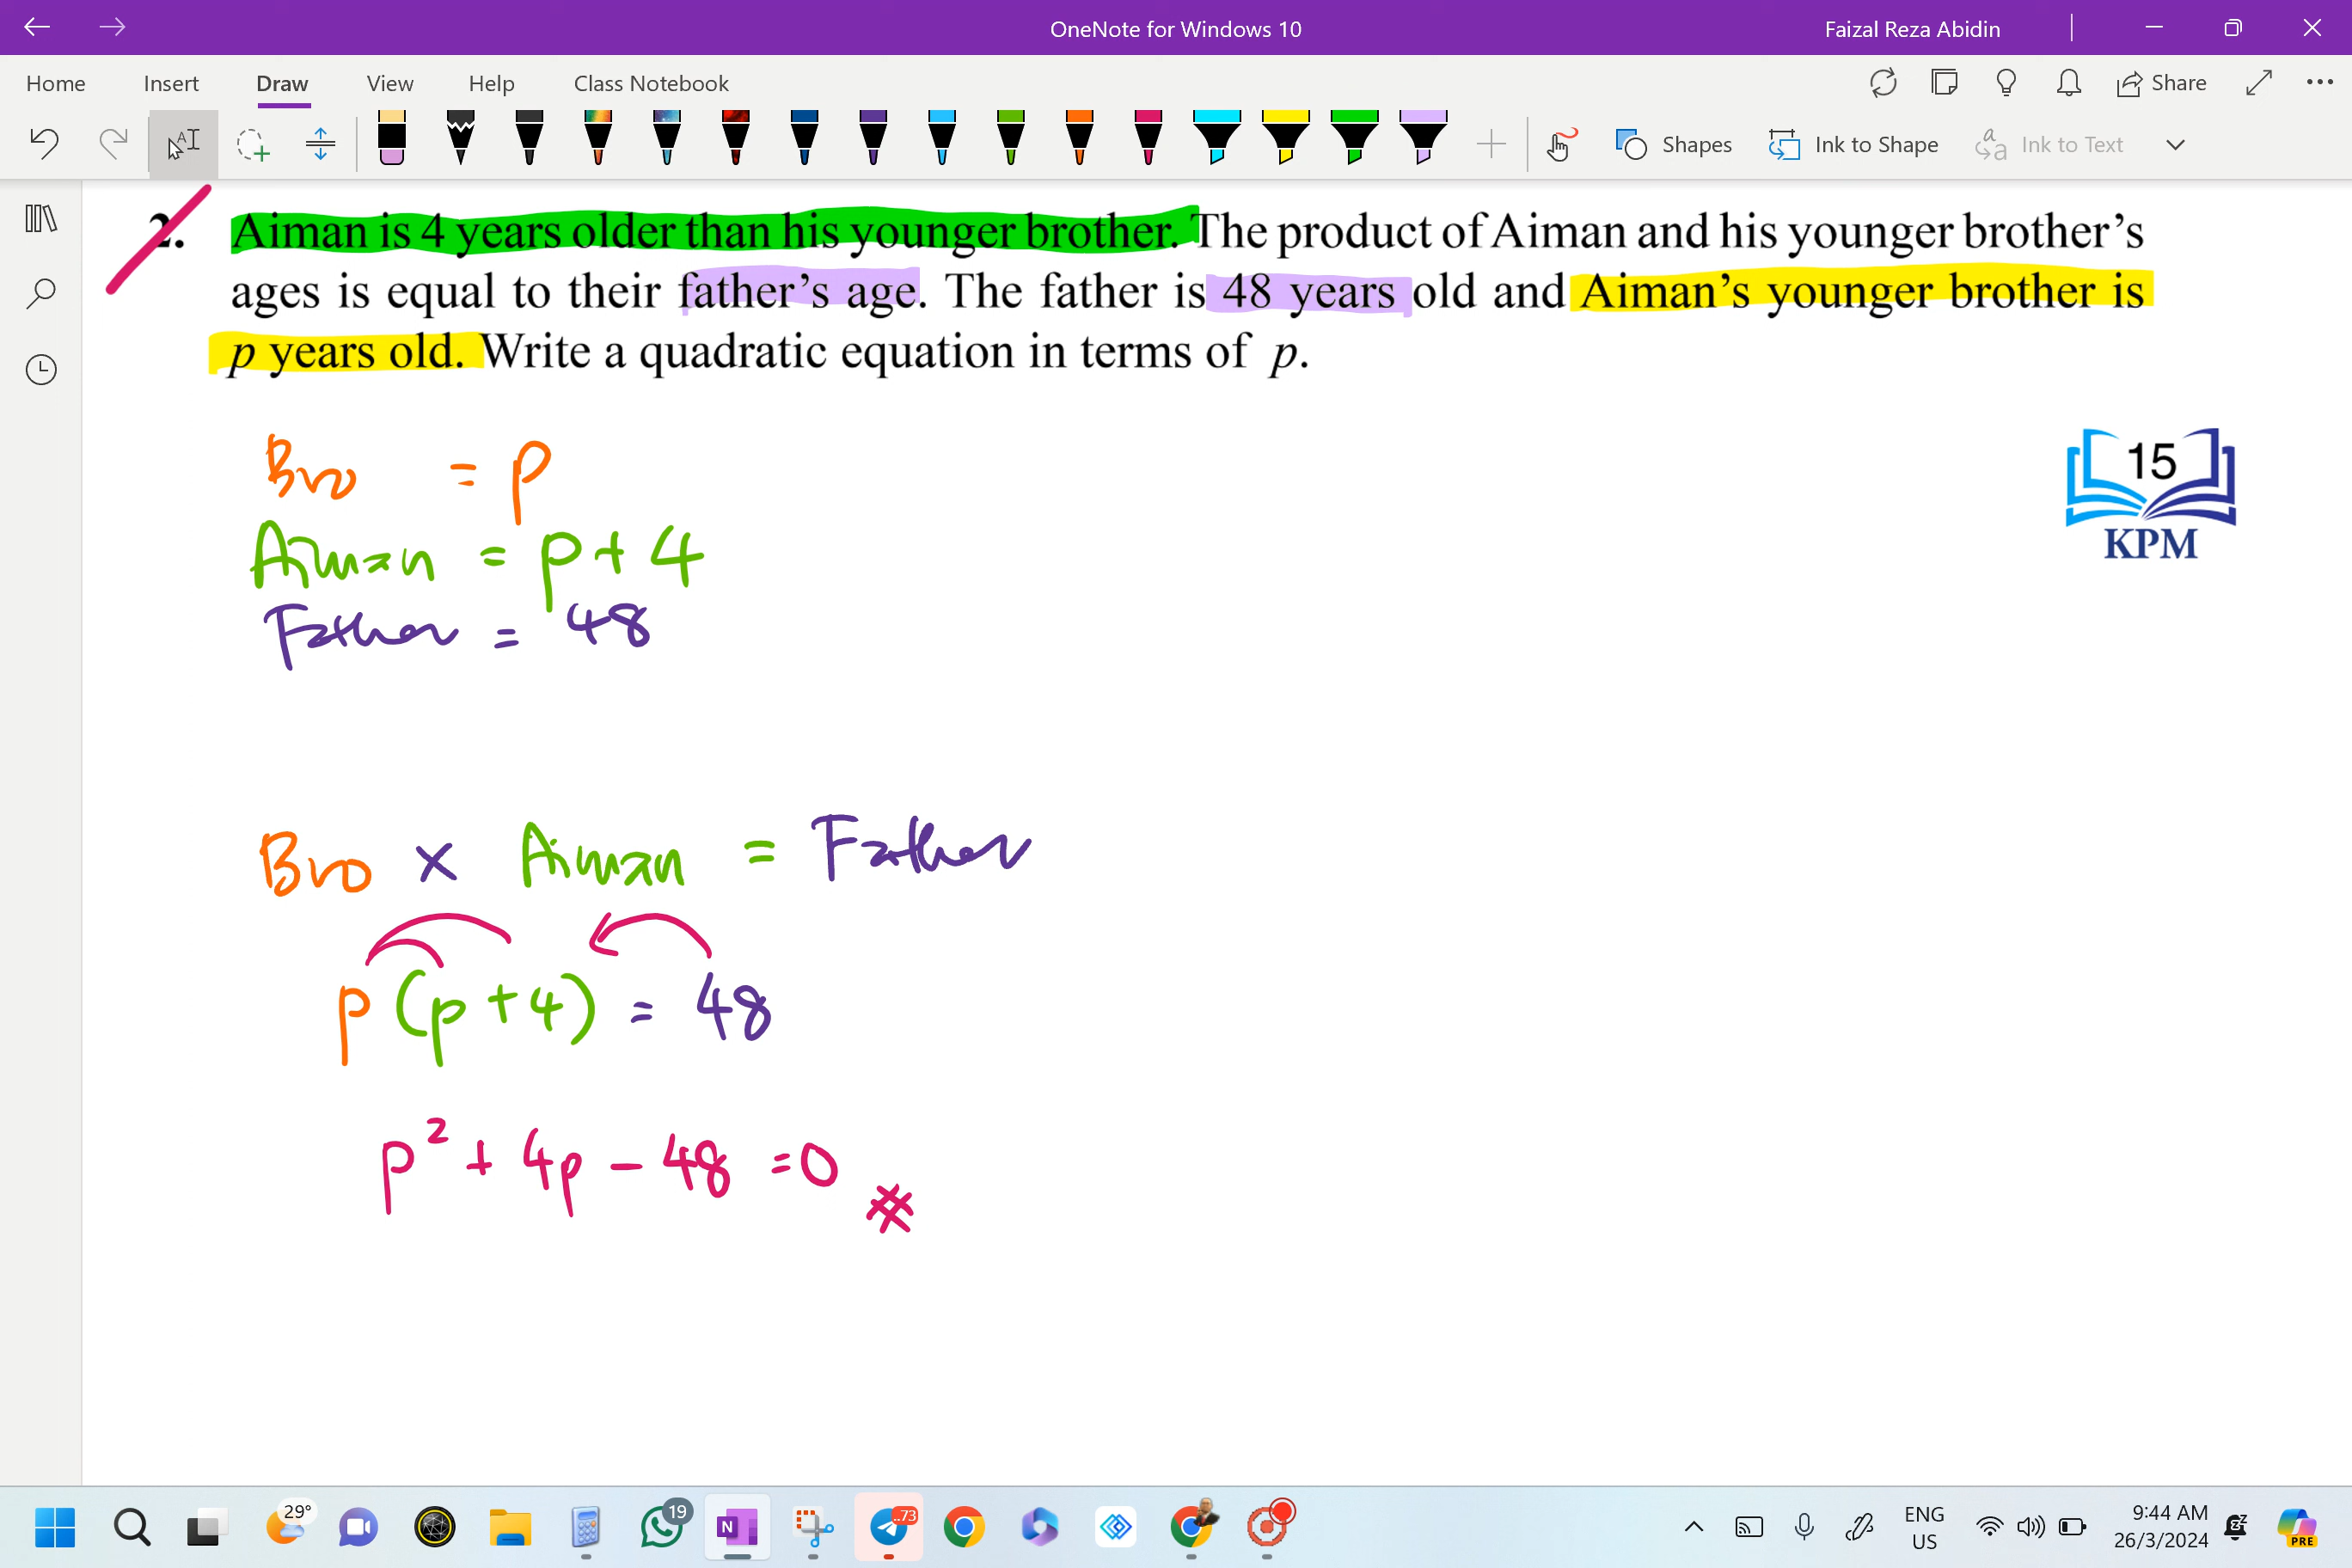 OneNote for Windows 10
Faizal Reza Abidin
Home Insert Draw View Help Class Notebook
Share
Shapes Ink to Shape Ink to Text
2. Aiman is 4 years older than his younger brother. The product of Aiman and his younger brother's
ages is equal to their father's age. The father is 48 years old and Aiman's younger brother is
p years old. Write a quadratic equation in terms of p.
15
KPM
Bro = p
Aiman = p + 4
Father = 48
Bro × Aiman = Father
p (p + 4) = 48
p² + 4p − 48 = 0 #
29°
19
..73
ENG
US
9:44 AM
26/3/2024
PRE